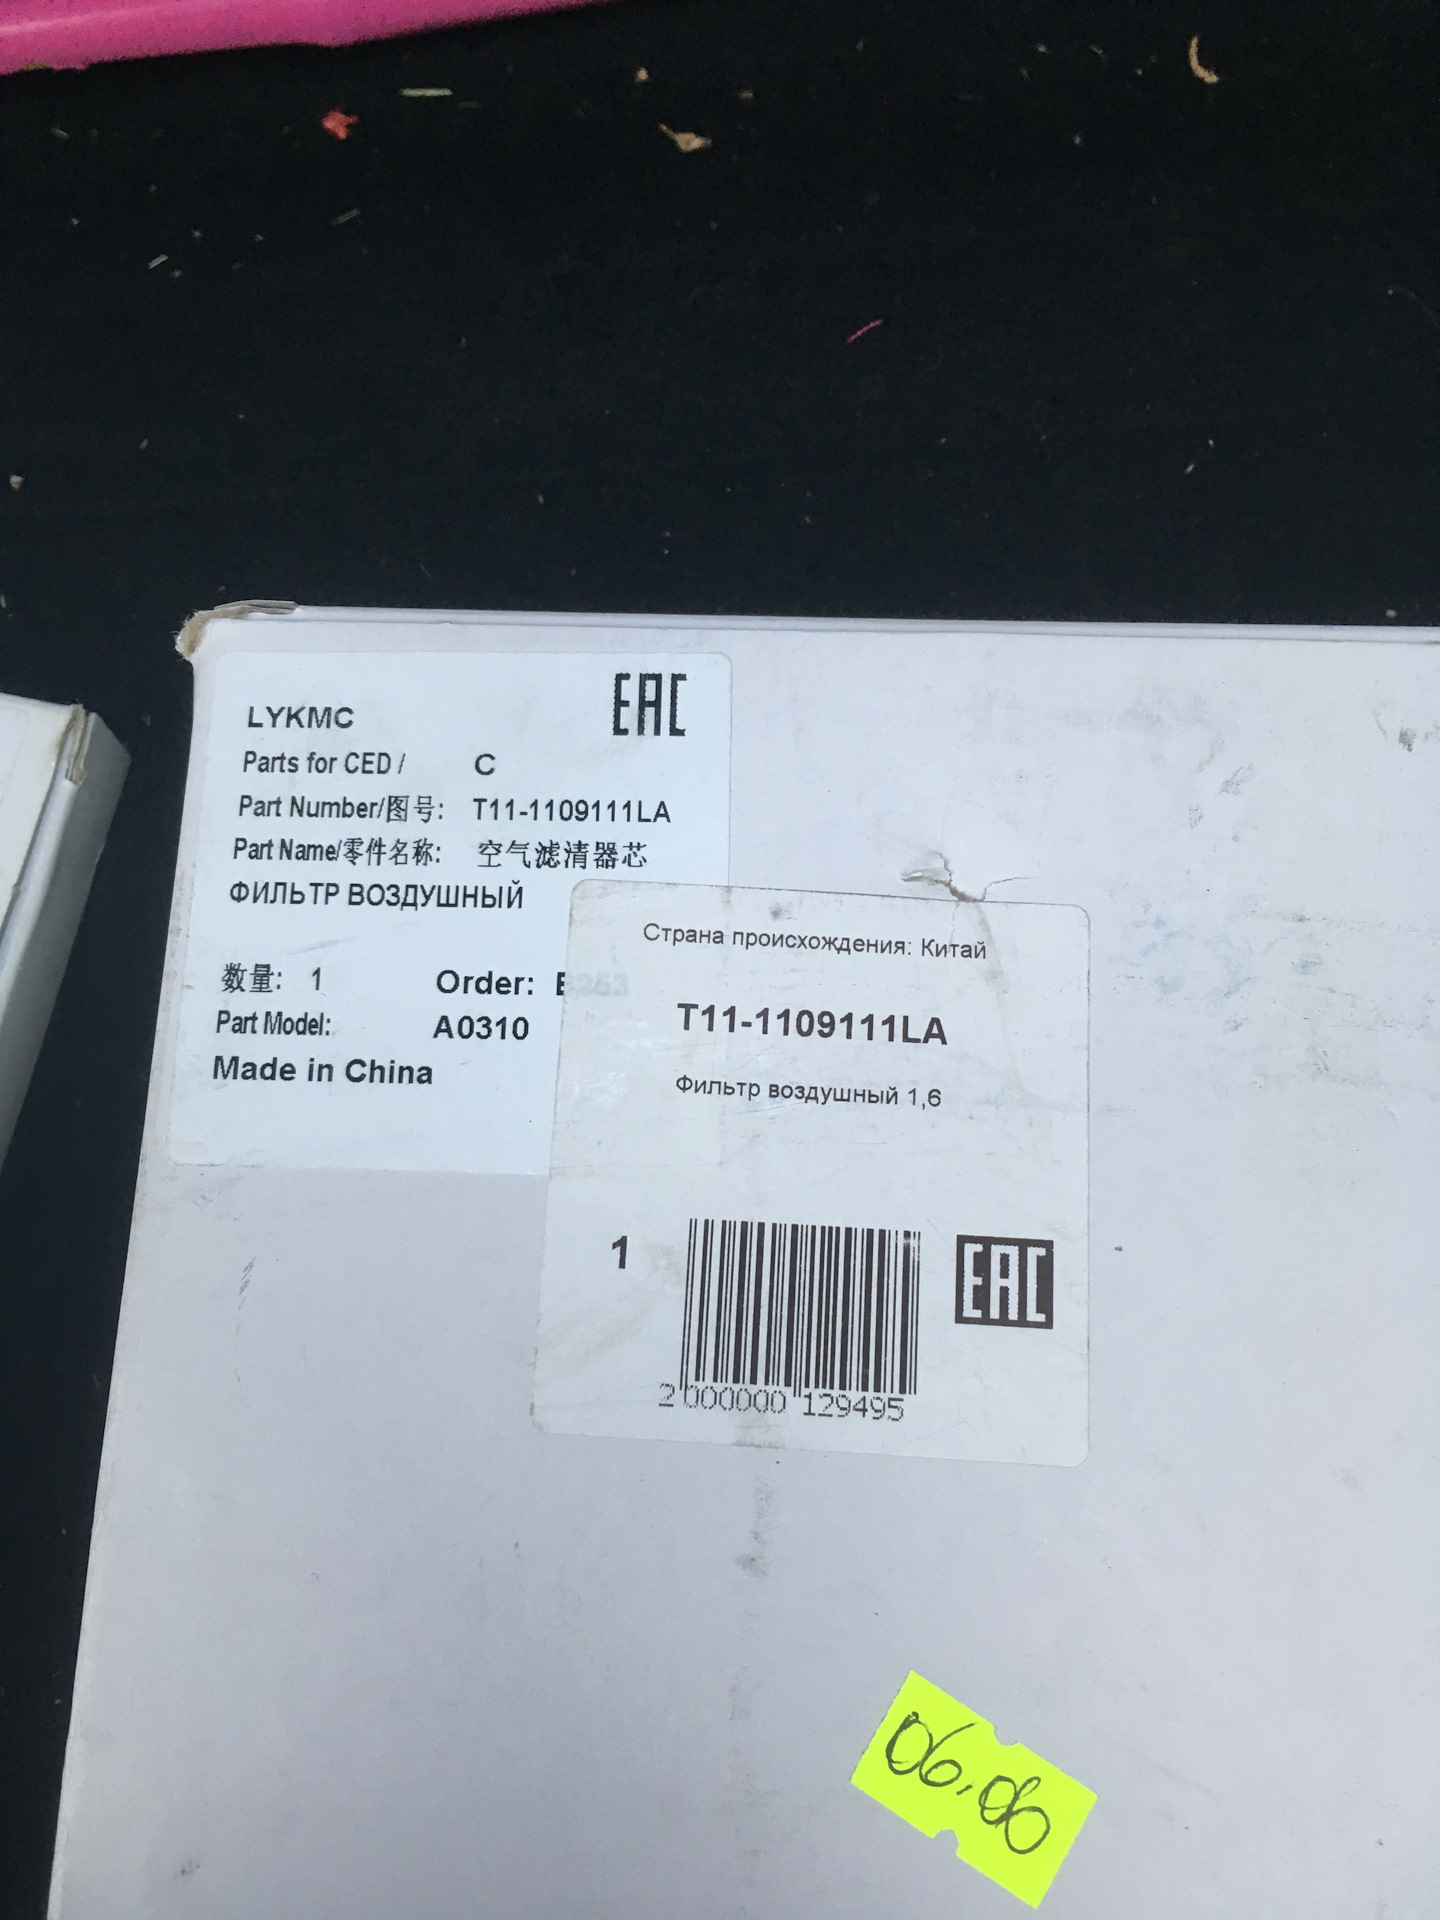 LYKMC
EAC
Parts for CED / C
Part Number/图号: T11-1109111LA
Part Name/零件名称: 空气滤清器芯
ФИЛЬТР ВОЗДУШНЫЙ
数量: 1 Order:
Part Model: A0310
Made in China
Страна происхождения: Китай
T11-1109111LA
Фильтр воздушный 1,6
1
EAC
2 000000 129495